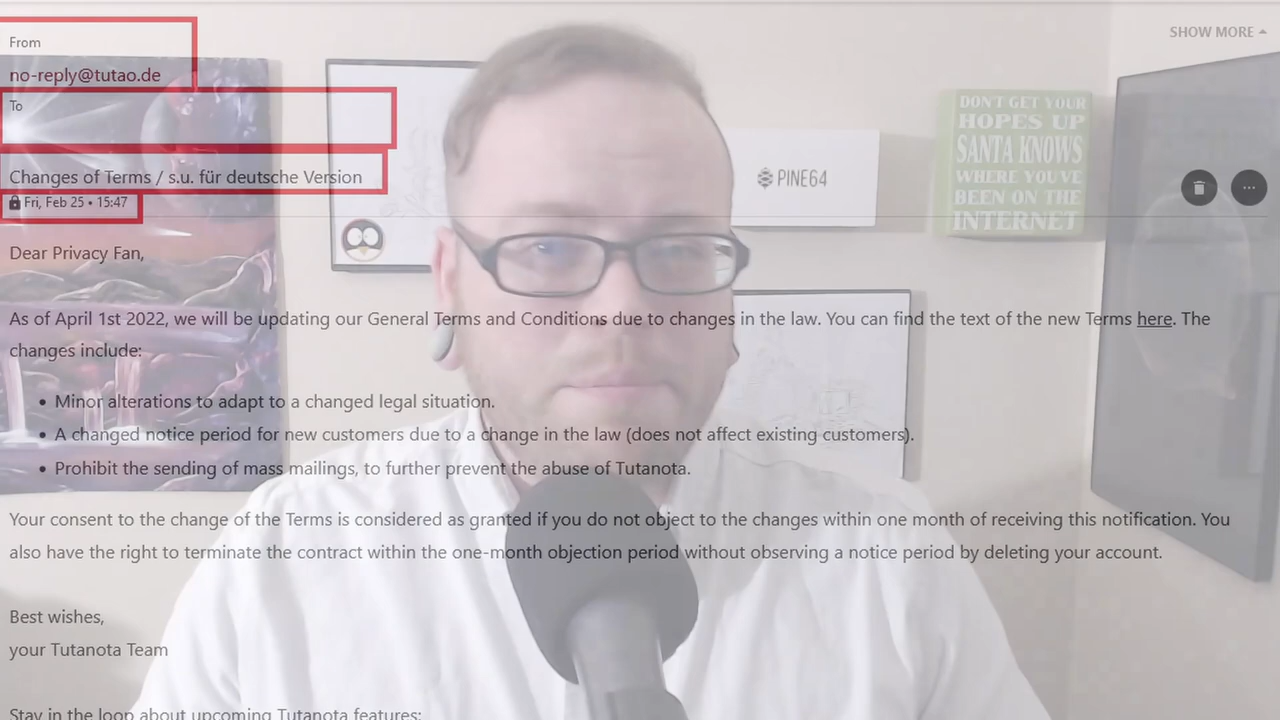 SHOW MORE
From
no-reply@tutao.de
To
Changes of Terms / s.u. für deutsche Version
Fri, Feb 25 • 15:47
Dear Privacy Fan,
As of April 1st 2022, we will be updating our General Terms and Conditions due to changes in the law. You can find the text of the new Terms here. The
changes include:
• Minor alterations to adapt to a changed legal situation.
• A changed notice period for new customers due to a change in the law (does not affect existing customers).
• Prohibit the sending of mass mailings, to further prevent the abuse of Tutanota.
Your consent to the change of the Terms is considered as granted if you do not object to the changes within one month of receiving this notification. You
also have the right to terminate the contract within the one-month objection period without observing a notice period by deleting your account.
Best wishes,
your Tutanota Team
Stay in the loop about upcoming Tutanota features:
PINE64
DON'T GET YOUR
HOPES UP
SANTA KNOWS
WHERE YOU'VE
BEEN ON THE
INTERNET